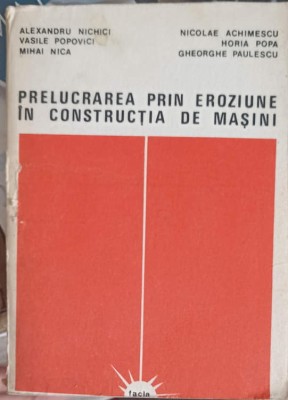 ALEXANDRU NICHICI
VASILE POPOVICI
MIHAI NICA
NICOLAE ACHIMESCU
HORIA POPA
GHEORGHE PAULESCU
PRELUCRAREA PRIN EROZIUNE
ÎN CONSTRUCȚIA DE MAȘINI
facla